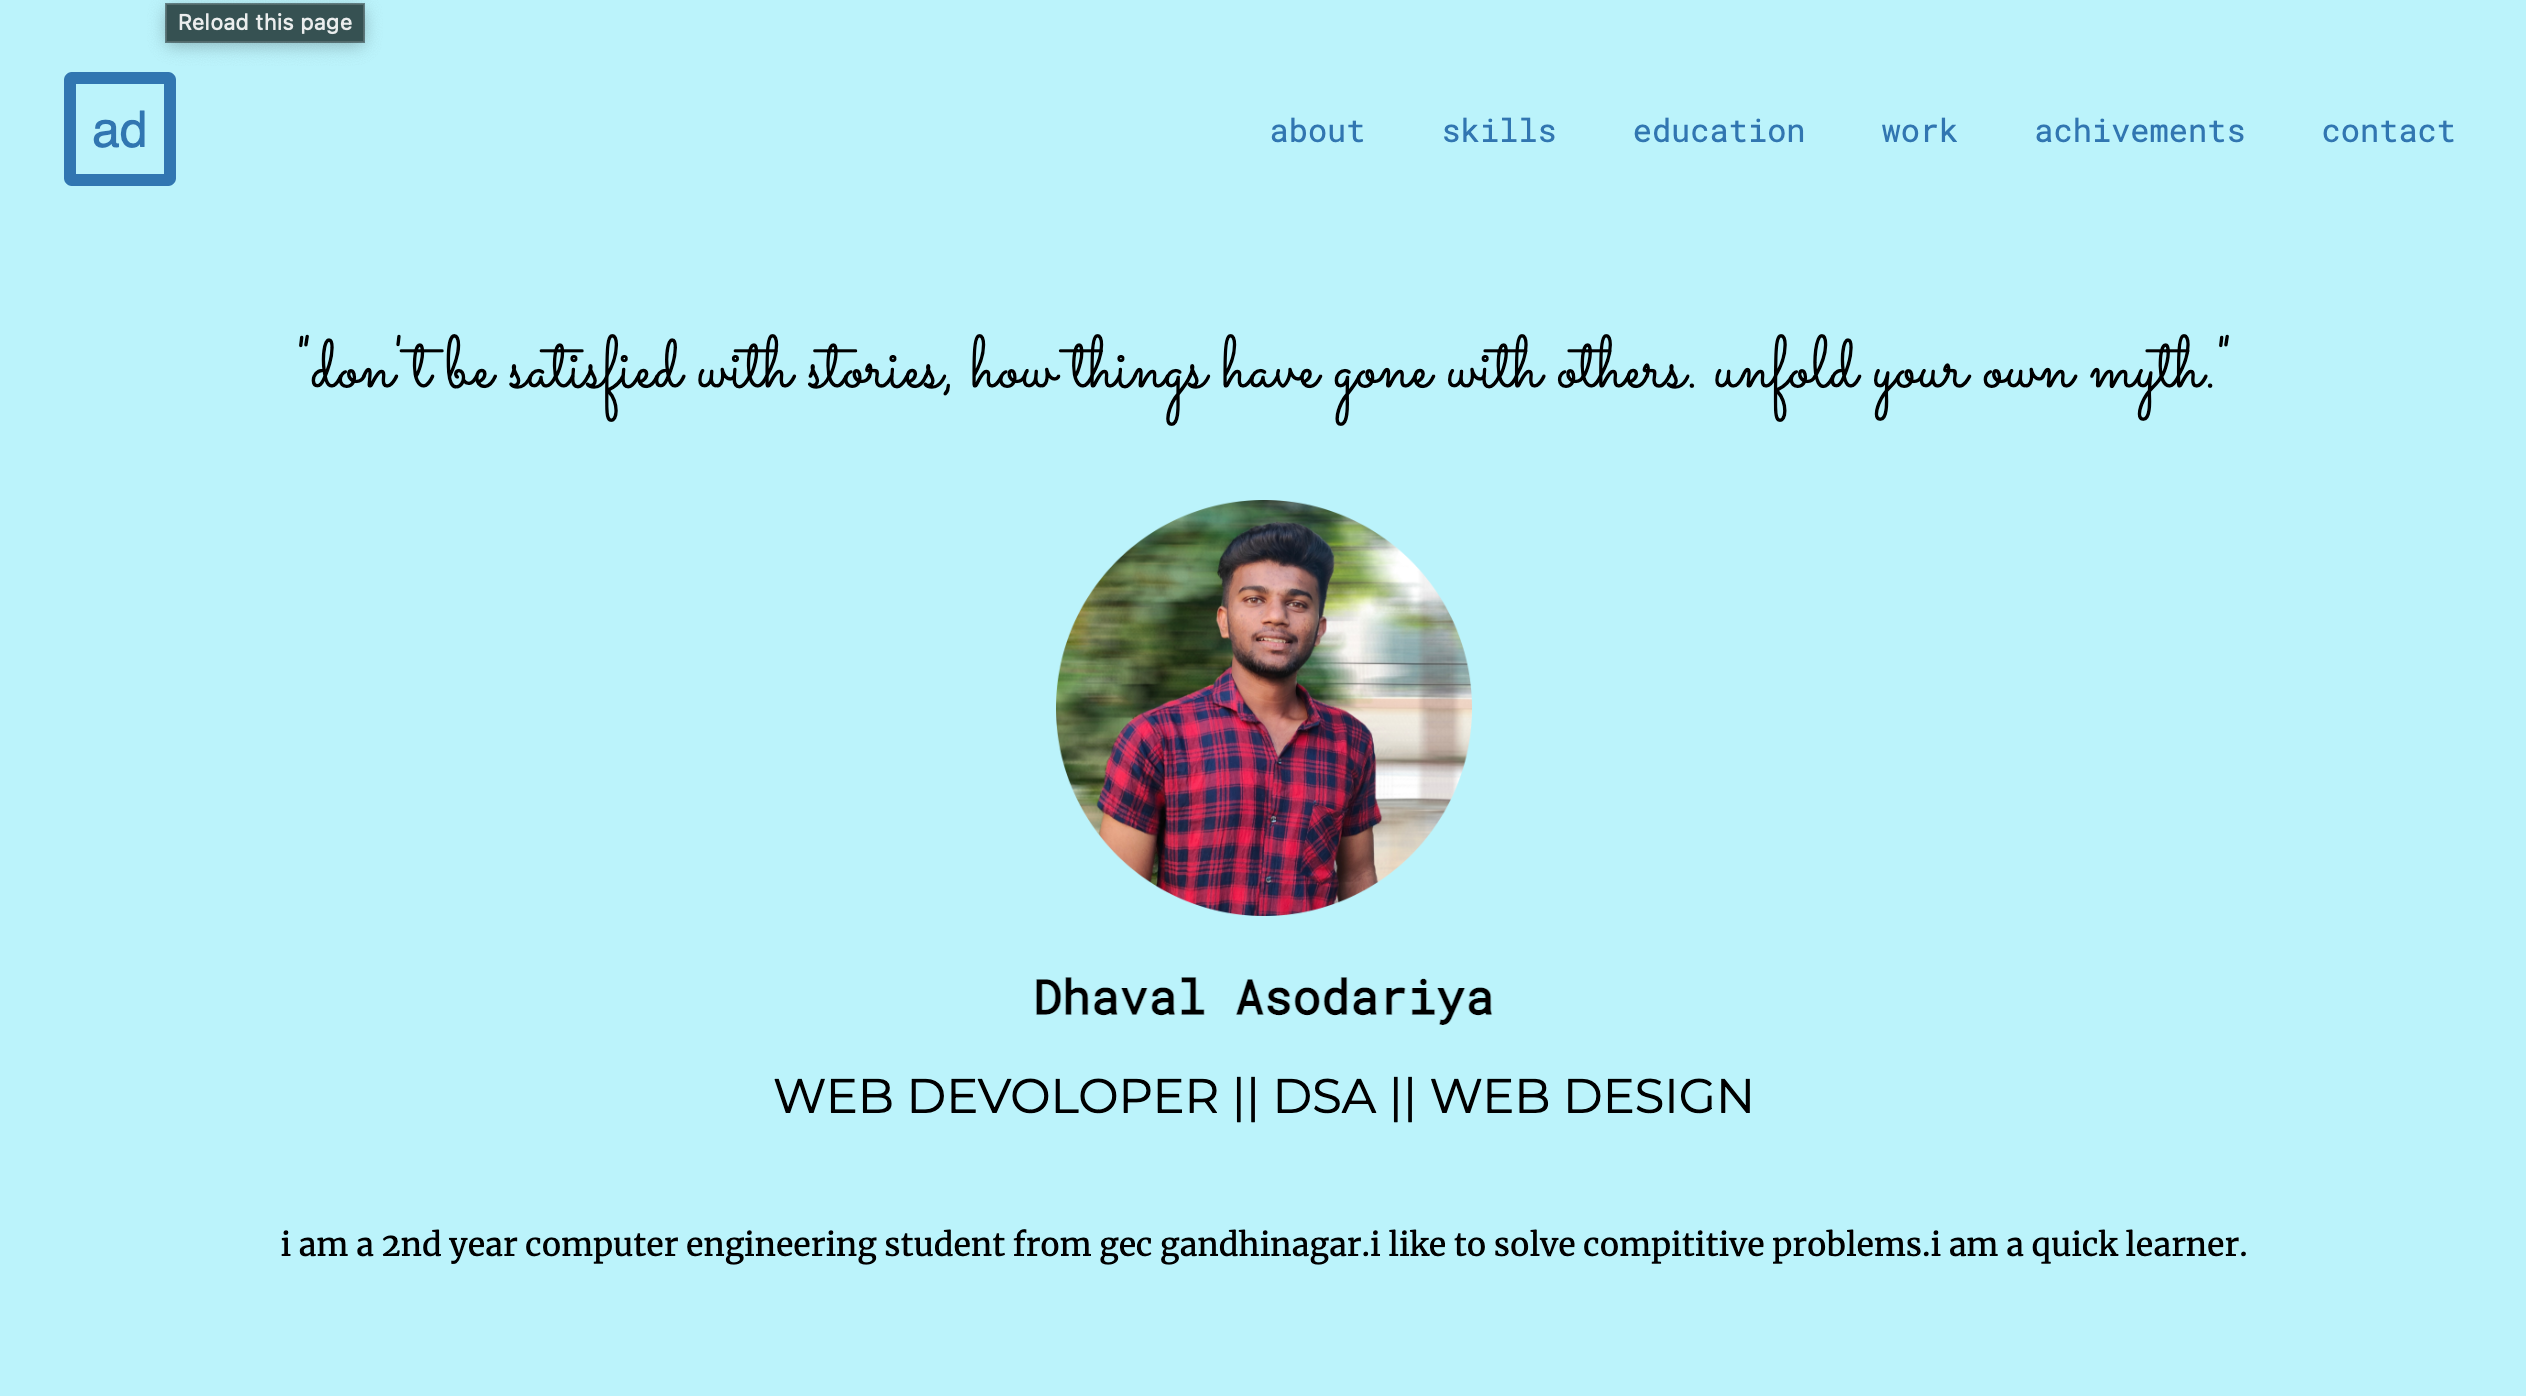 Reload this page
ad
about skills education work achivements contact
"don't be satisfied with stories, how things have gone with others. unfold your own myth."
Dhaval Asodariya
WEB DEVOLOPER || DSA || WEB DESIGN
i am a 2nd year computer engineering student from gec gandhinagar.i like to solve compititive problems.i am a quick learner.